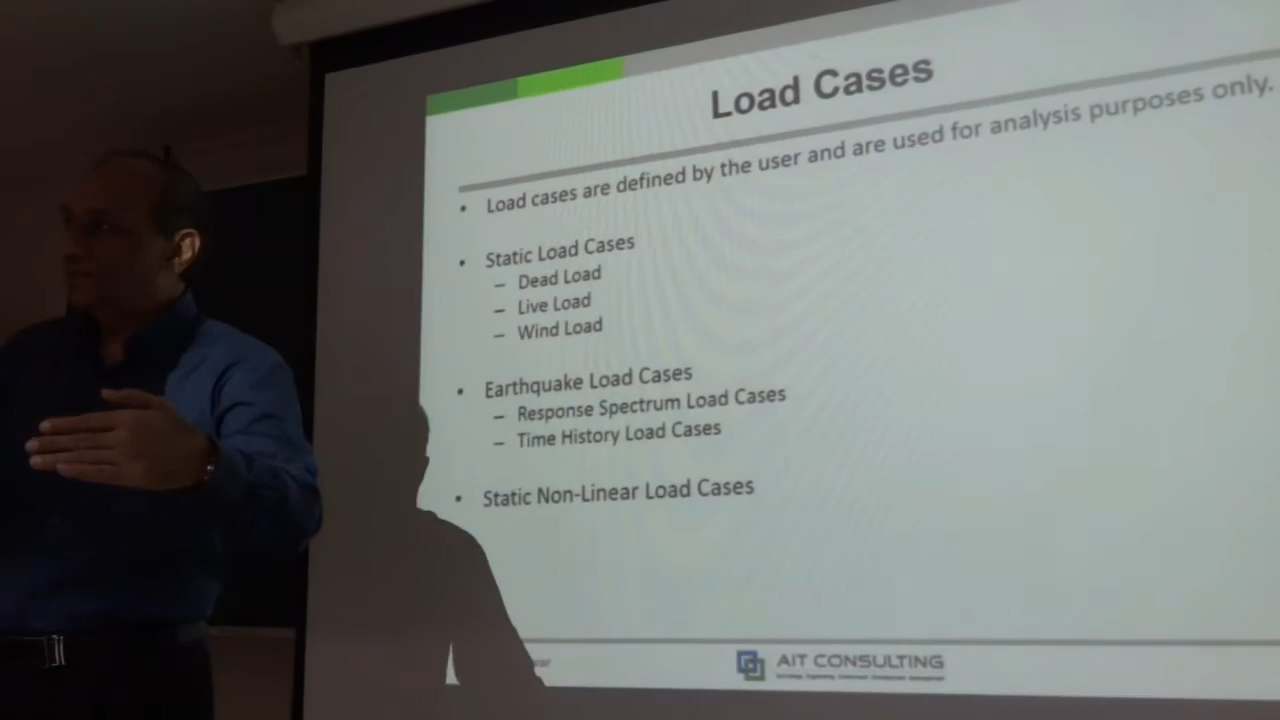 Load Cases
• Load cases are defined by the user and are used for analysis purposes only.
• Static Load Cases
– Dead Load
– Live Load
– Wind Load
• Earthquake Load Cases
– Response Spectrum Load Cases
– Time History Load Cases
• Static Non-Linear Load Cases
AIT CONSULTING